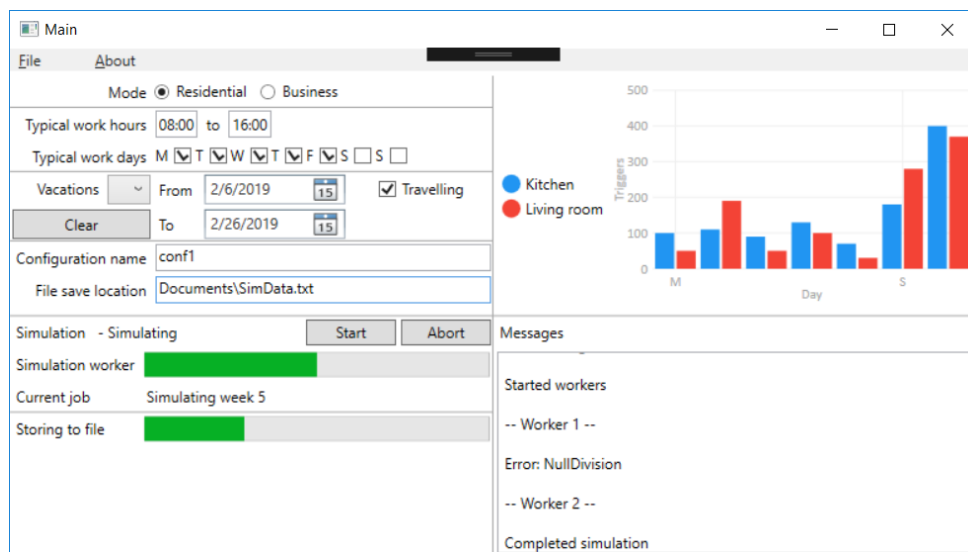 Main
File About
Mode Residential Business
Typical work hours 08:00 to 16:00
Typical work days M T W T F S S
Vacations From 2/6/2019 15 Travelling
Clear To 2/26/2019 15
Configuration name conf1
File save location Documents\SimData.txt
Simulation - Simulating Start Abort
Simulation worker
Current job Simulating week 5
Storing to file
Kitchen
Living room
Triggers
500
400
300
200
100
0
M S
Day
Messages
Started workers
-- Worker 1 --
Error: NullDivision
-- Worker 2 --
Completed simulation